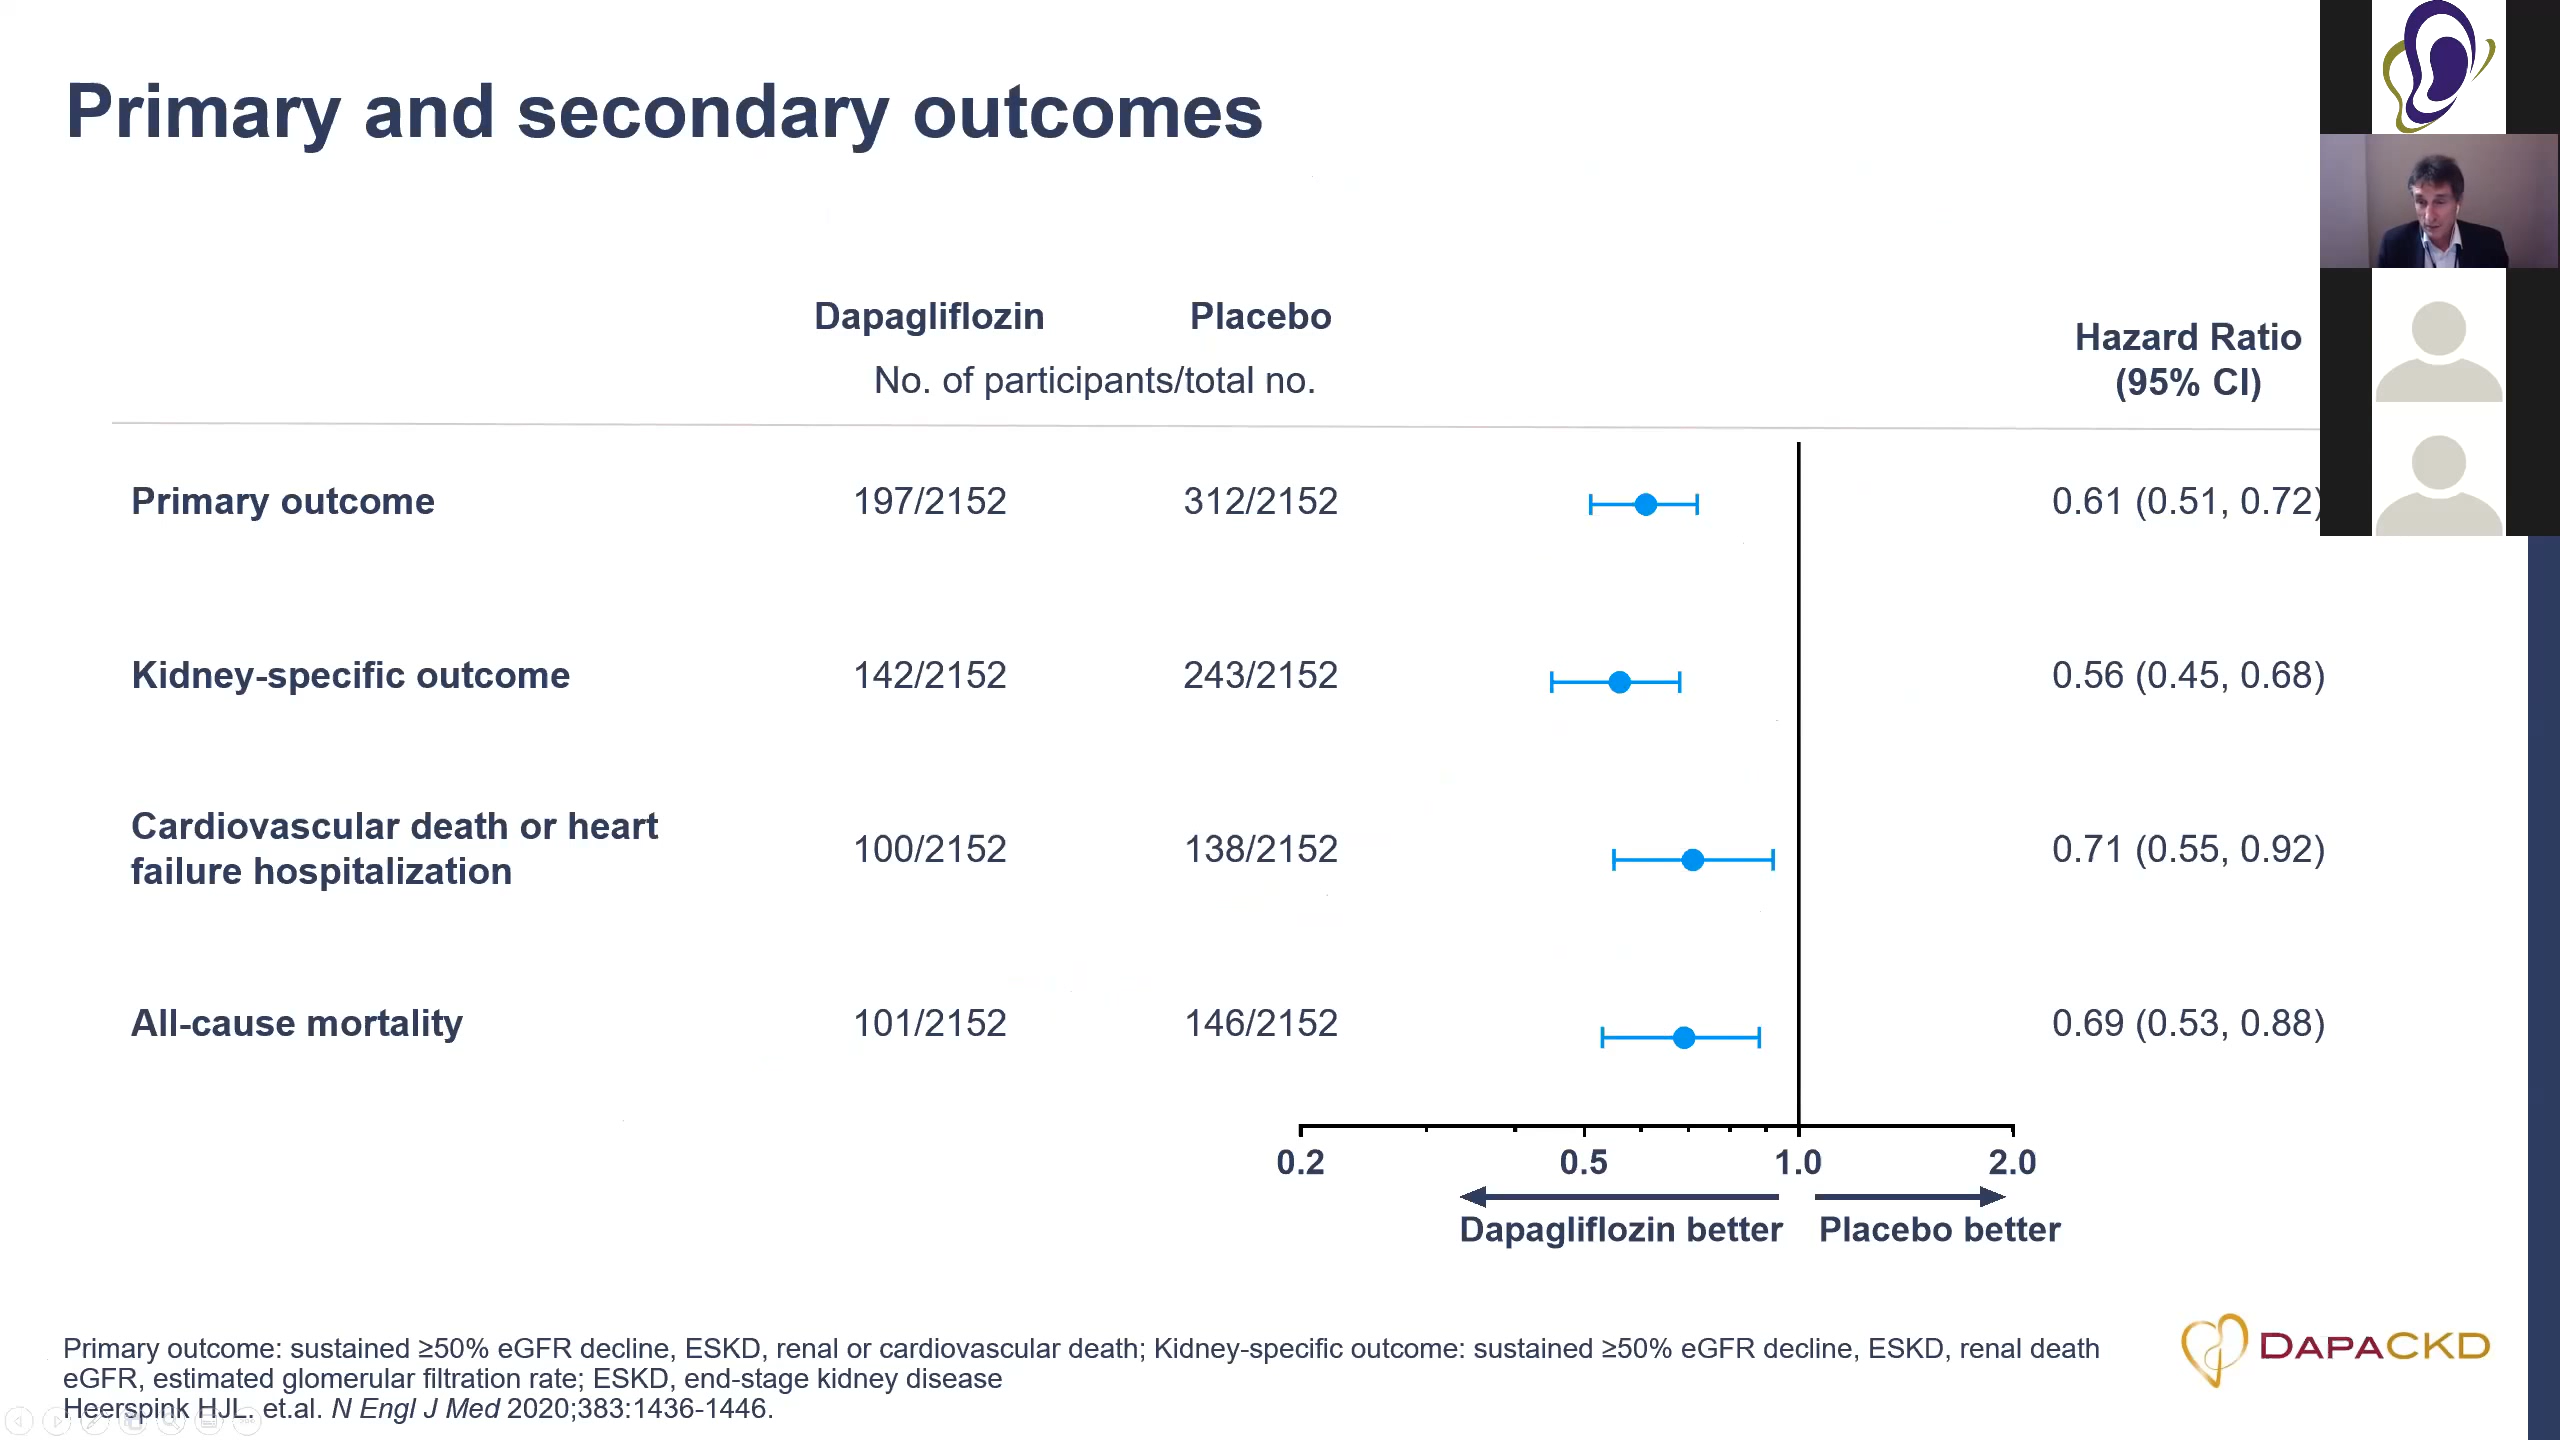 Primary and secondary outcomes
Dapagliflozin Placebo
No. of participants/total no.
Hazard Ratio
(95% CI)
Primary outcome 197/2152 312/2152 0.61 (0.51, 0.72)
Kidney-specific outcome 142/2152 243/2152 0.56 (0.45, 0.68)
Cardiovascular death or heart
failure hospitalization 100/2152 138/2152 0.71 (0.55, 0.92)
All-cause mortality 101/2152 146/2152 0.69 (0.53, 0.88)
0.2 0.5 1.0 2.0
Dapagliflozin better Placebo better
Primary outcome: sustained ≥50% eGFR decline, ESKD, renal or cardiovascular death; Kidney-specific outcome: sustained ≥50% eGFR decline, ESKD, renal death
eGFR, estimated glomerular filtration rate; ESKD, end-stage kidney disease
Heerspink HJL. et.al. N Engl J Med 2020;383:1436-1446.
DAPACKD